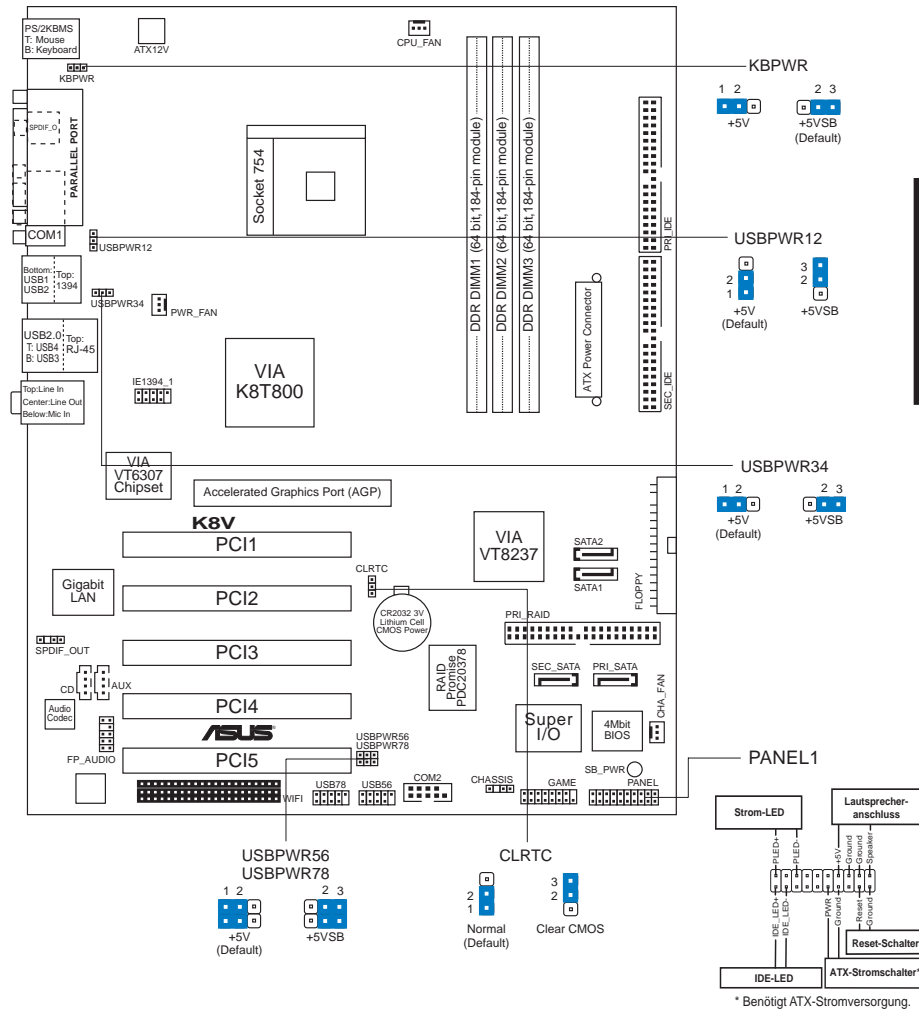 PS/2KBMS
T: Mouse
B: Keyboard
ATX12V
CPU_FAN
KBPWR
KBPWR
1 2
+5V
2 3
+5VSB
(Default)
SPDIF_O
PARALLEL PORT
Socket 754
DDR DIMM1 (64 bit,184-pin module)
DDR DIMM2 (64 bit,184-pin module)
DDR DIMM3 (64 bit,184-pin module)
PRI_IDE
COM1
USBPWR12
USBPWR12
2
1
+5V
(Default)
3
2
+5VSB
Bottom:
USB1
USB2
Top:
1394
USBPWR34
PWR_FAN
USB2.0
T: USB4
B: USB3
Top:
RJ-45
VIA
K8T800
ATX Power Connector
SEC_IDE
Top:Line In
Center:Line Out
Below:Mic In
IE1394_1
VIA
VT6307
Chipset
USBPWR34
1 2
+5V
(Default)
2 3
+5VSB
Accelerated Graphics Port (AGP)
K8V
PCI1
VIA
VT8237
SATA2
SATA1
FLOPPY
Gigabit
LAN
PCI2
CLRTC
CR2032 3V
Lithium Cell
CMOS Power
PRI_RAID
SPDIF_OUT
PCI3
RAID
Promise
PDC20378
SEC_SATA
PRI_SATA
CD
AUX
Audio
Codec
PCI4
ASUS
Super
I/O
4Mbit
BIOS
CHA_FAN
FP_AUDIO
PCI5
USBPWR56
USBPWR78
SB_PWR
PANEL1
WIFI
USB78
USB56
COM2
CHASSIS
GAME
PANEL
USBPWR56
USBPWR78
1 2
+5V
(Default)
2 3
+5VSB
CLRTC
2
1
Normal
(Default)
3
2
Clear CMOS
Strom-LED
Lautsprecher-
anschluss
PLED+
PLED-
+5V
Ground
Ground
Speaker
IDE_LED+
IDE_LED-
PWR
Ground
Reset
Ground
Reset-Schalter
IDE-LED
ATX-Stromschalter*
* Benötigt ATX-Stromversorgung.